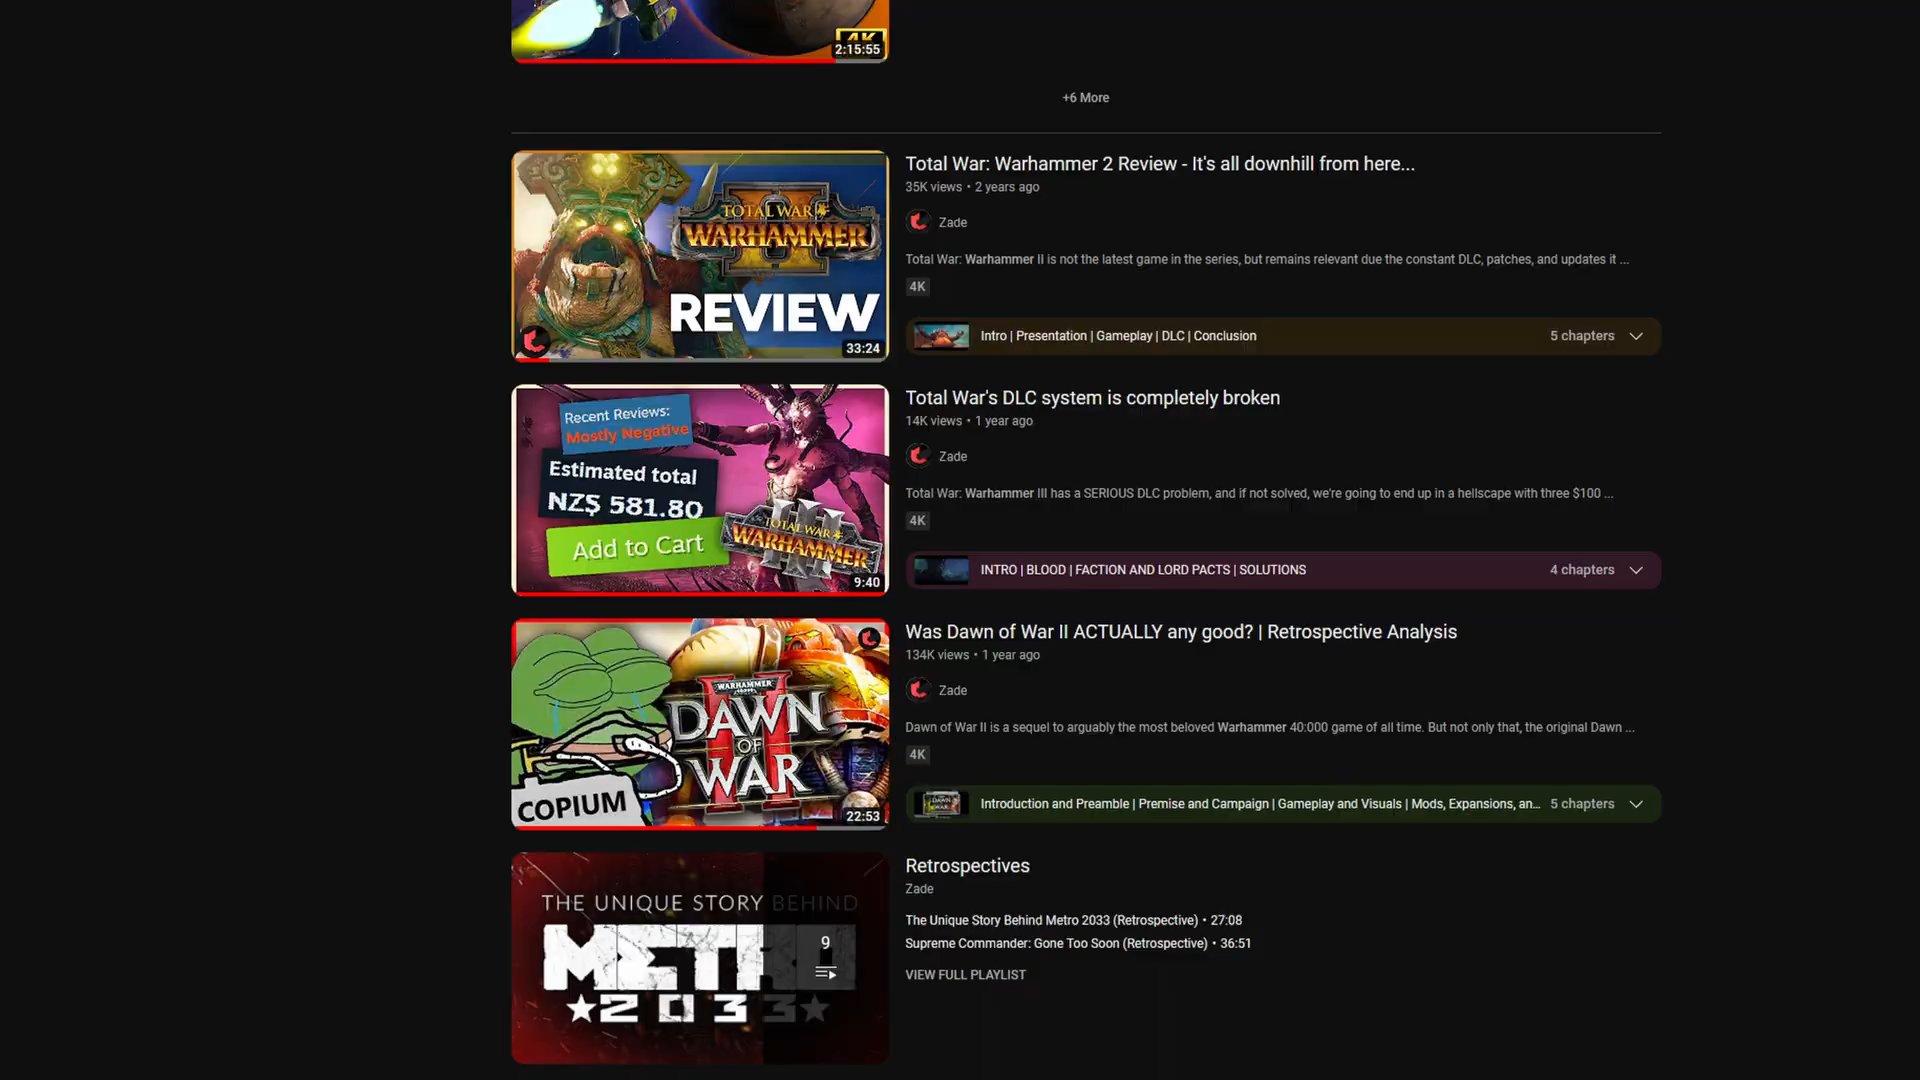 4K
2:15:55
+6 More
TOTAL WAR
WARHAMMER
II
REVIEW
33:24
Total War: Warhammer 2 Review - It's all downhill from here...
35K views • 2 years ago
Zade
Total War: Warhammer II is not the latest game in the series, but remains relevant due the constant DLC, patches, and updates it ...
4K
Intro | Presentation | Gameplay | DLC | Conclusion
5 chapters
Recent Reviews:
Mostly Negative
Estimated total
NZ$ 581.80
Add to Cart
TOTAL WAR
WARHAMMER
III
9:40
Total War's DLC system is completely broken
14K views • 1 year ago
Zade
Total War: Warhammer III has a SERIOUS DLC problem, and if not solved, we're going to end up in a hellscape with three $100 ...
4K
INTRO | BLOOD | FACTION AND LORD PACTS | SOLUTIONS
4 chapters
WARHAMMER
40,000
DAWN
OF
WAR
II
COPIUM
22:53
Was Dawn of War II ACTUALLY any good? | Retrospective Analysis
134K views • 1 year ago
Zade
Dawn of War II is a sequel to arguably the most beloved Warhammer 40:000 game of all time. But not only that, the original Dawn ...
4K
Introduction and Preamble | Premise and Campaign | Gameplay and Visuals | Mods, Expansions, an...
5 chapters
THE UNIQUE STORY BEHIND
METRO
2033
9
Retrospectives
Zade
The Unique Story Behind Metro 2033 (Retrospective) • 27:08
Supreme Commander: Gone Too Soon (Retrospective) • 36:51
VIEW FULL PLAYLIST